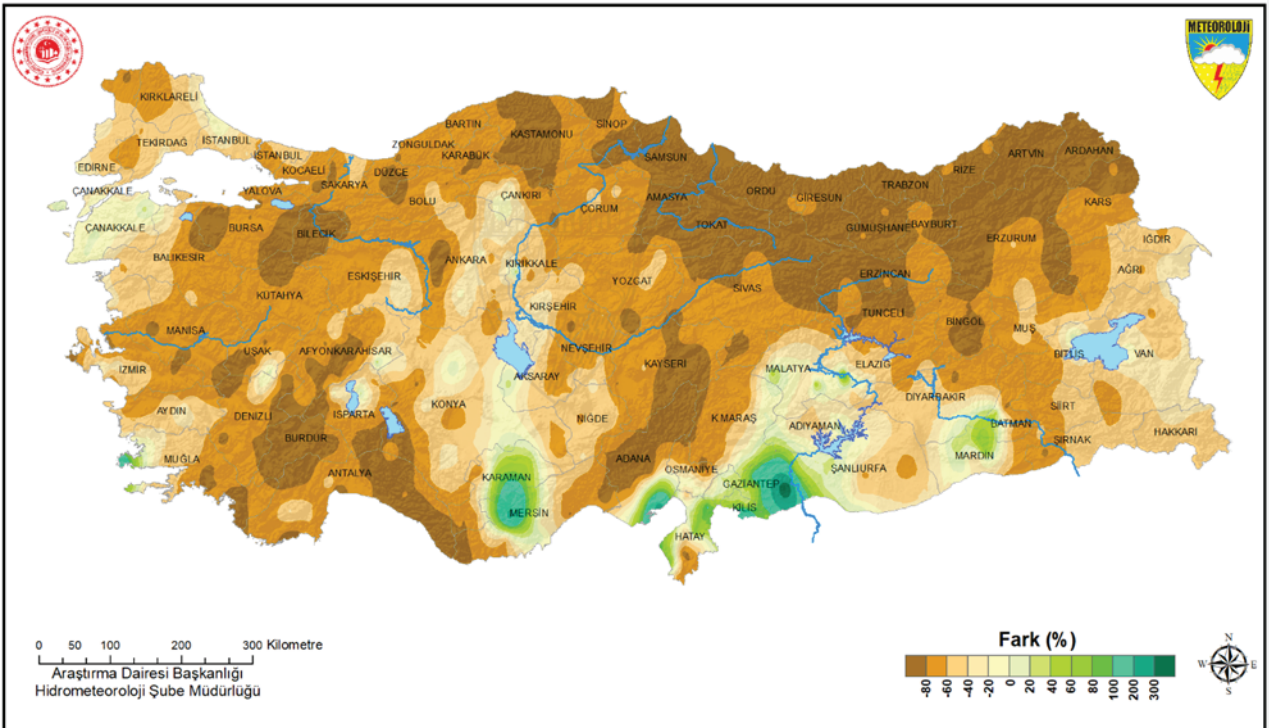 METEOROLOJİ
KIRKLARELİ
TEKİRDAĞ
İSTANBUL
EDİRNE
İSTANBUL
KOCAELİ
ÇANAKKALE
YALOVA
SAKARYA
DÜZCE
ZONGULDAK
BARTIN
KARABÜK
KASTAMONU
SİNOP
SAMSUN
ORDU
GİRESUN
TRABZON
RİZE
ARTVİN
ARDAHAN
KARS
ÇANAKKALE
BURSA
BİLECİK
BOLU
ÇANKIRI
ÇORUM
AMASYA
TOKAT
GÜMÜŞHANE
BAYBURT
ERZURUM
IĞDIR
AĞRI
BALIKESİR
ESKİŞEHİR
ANKARA
KIRIKKALE
YOZGAT
SİVAS
ERZİNCAN
KÜTAHYA
KIRŞEHİR
TUNCELİ
BİNGÖL
MUŞ
MANİSA
UŞAK
AFYONKARAHİSAR
NEVŞEHİR
KAYSERİ
MALATYA
ELAZIĞ
BİTLİS
VAN
İZMİR
AKSARAY
DİYARBAKIR
AYDIN
DENİZLİ
ISPARTA
KONYA
NİĞDE
K.MARAŞ
ADIYAMAN
BATMAN
SİİRT
ŞIRNAK
HAKKARİ
BURDUR
MUĞLA
ANTALYA
KARAMAN
ADANA
OSMANİYE
GAZİANTEP
ŞANLIURFA
MARDİN
MERSİN
KİLİS
HATAY
0 50 100 200 300 Kilometre
Araştırma Dairesi Başkanlığı
Hidrometeoroloji Şube Müdürlüğü
Fark (%)
-80 -60 -40 -20 0 20 40 60 80 100 200 300
N
W E
S